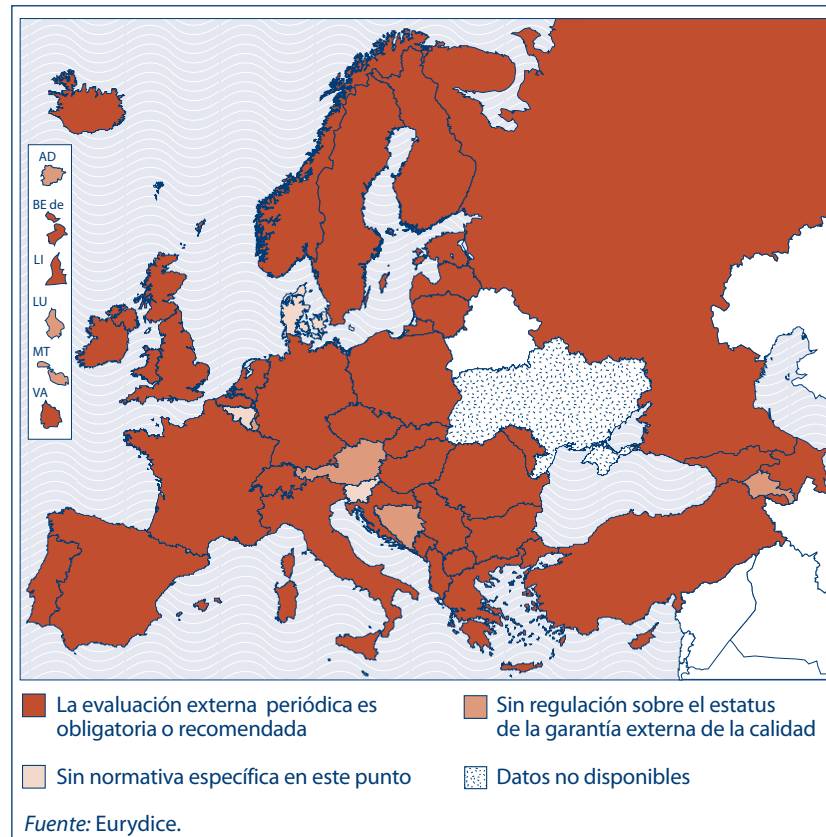 AD
BE de
LI
LU
MT
VA
La evaluación externa periódica es
obligatoria o recomendada
Sin regulación sobre el estatus
de la garantía externa de la calidad
Sin normativa específica en este punto
Datos no disponibles
Fuente: Eurydice.